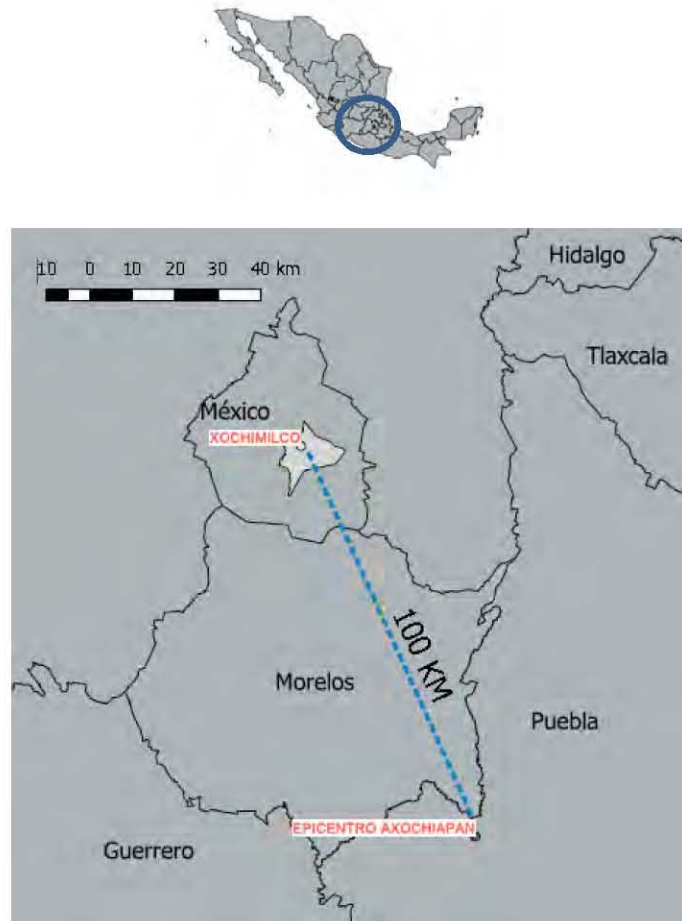 10 0 10 20 30 40 km
Hidalgo
Tlaxcala
México
XOCHIMILCO
100 KM
Morelos
Puebla
EPICENTRO AXOCHIAPAN
Guerrero